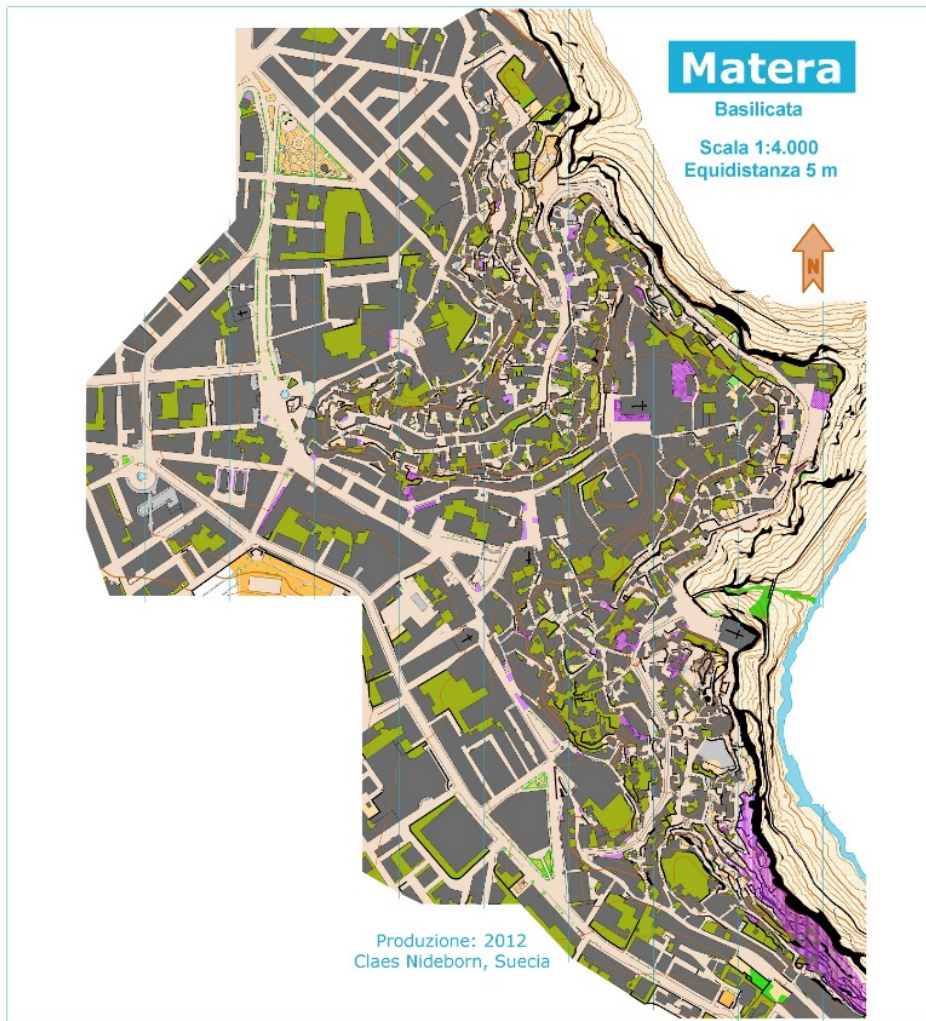 Matera
Basilicata
Scala 1:4.000
Equidistanza 5 m
N
Produzione: 2012
Claes Nideborn, Suecia